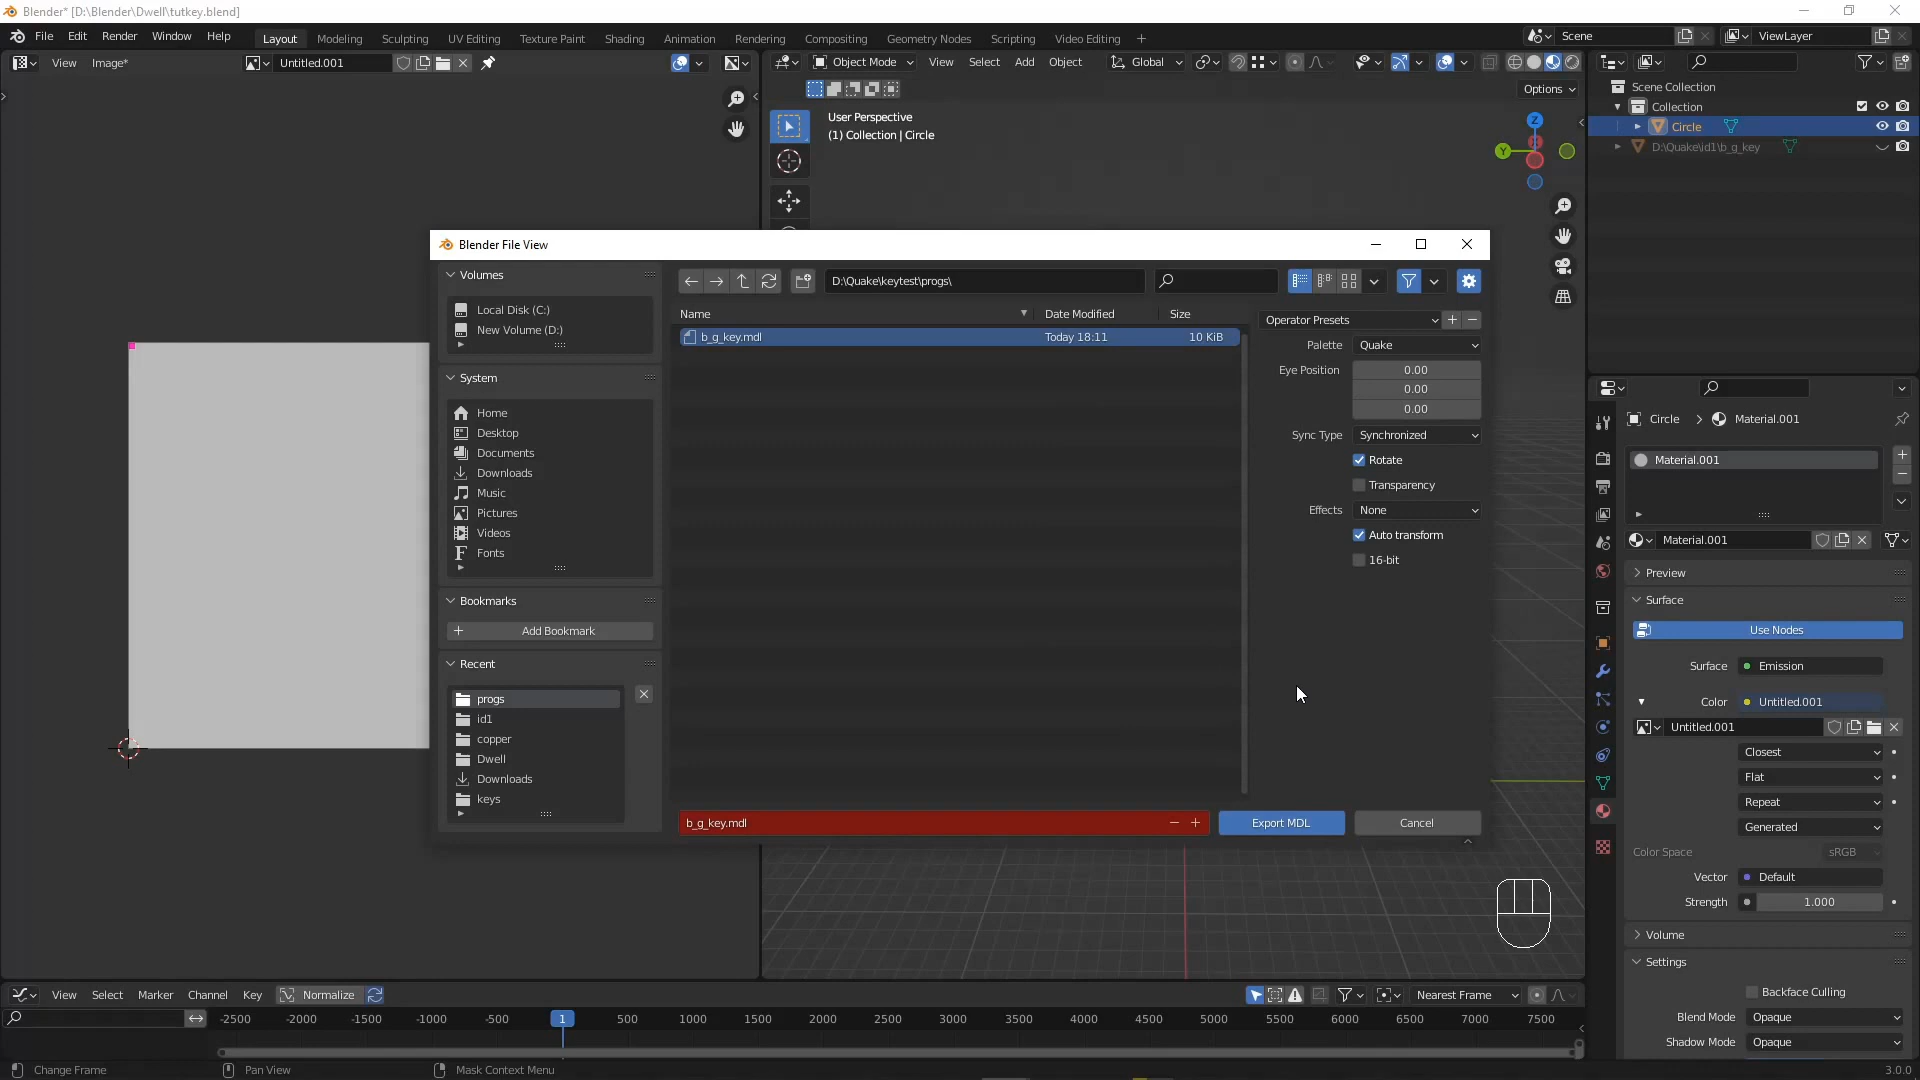 Blender* [D:\Blender\Dwell\tutkey.blend]
File Edit Render Window Help Layout Modeling Sculpting UV Editing Texture Paint Shading Animation Rendering Compositing Geometry Nodes Scripting Video Editing + Scene ViewLayer
View Image* Untitled.001 Object Mode View Select Add Object Global
Options
User Perspective
(1) Collection | Circle
Z
Y
Scene Collection
Collection
Circle
D:\Quake\id1\b_g_key
Blender File View
Volumes
Local Disk (C:)
New Volume (D:)
System
Home
Desktop
Documents
Downloads
Music
Pictures
Videos
Fonts
Bookmarks
Add Bookmark
Recent
progs
id1
copper
Dwell
Downloads
keys
D:\Quake\keytest\progs\
Name Date Modified Size
b_g_key.mdl Today 18:11 10 KiB
b_g_key.mdl
Operator Presets
Palette Quake
Eye Position 0.00
0.00
0.00
Sync Type Synchronized
Rotate
Transparency
Effects None
Auto transform
16-bit
Export MDL Cancel
Circle Material.001
Material.001
Material.001
Preview
Surface
Use Nodes
Surface Emission
Color Untitled.001
Untitled.001
Closest
Flat
Repeat
Generated
Color Space sRGB
Vector Default
Strength 1.000
Volume
Settings
Backface Culling
Blend Mode Opaque
Shadow Mode Opaque
View Select Marker Channel Key Normalize Nearest Frame
-2500 -2000 -1500 -1000 -500 1 500 1000 1500 2000 2500 3000 3500 4000 4500 5000 5500 6000 6500 7000 7500
Change Frame Pan View Mask Context Menu 3.0.0